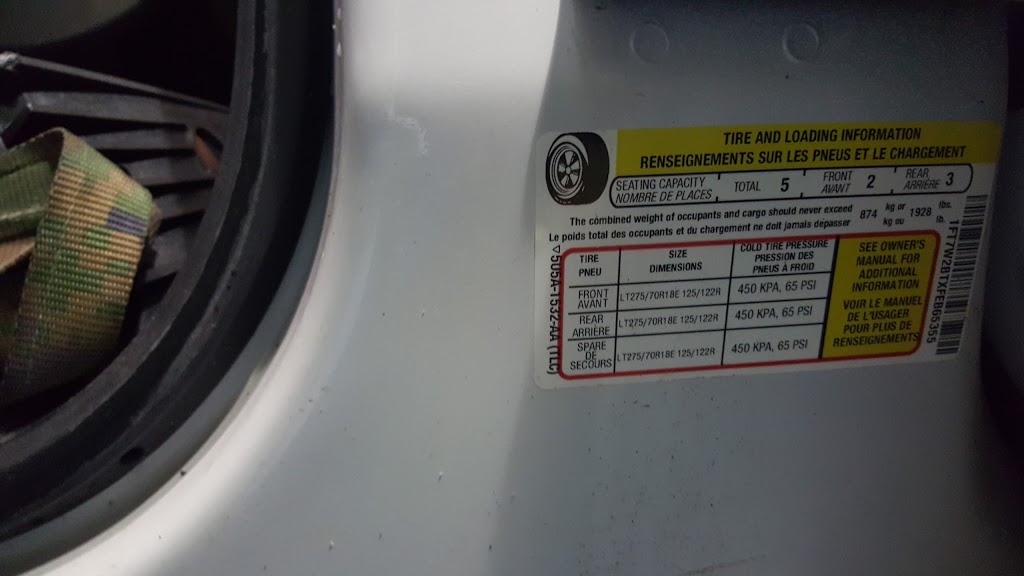 TIRE AND LOADING INFORMATION
RENSEIGNEMENTS SUR LES PNEUS ET LE CHARGEMENT
SEATING CAPACITY
NOMBRE DE PLACES
TOTAL 5
FRONT
AVANT
2
REAR
ARRIÈRE
3
The combined weight of occupants and cargo should never exceed 874 kg or 1928 lbs.
Le poids total des occupants et du chargement ne doit jamais dépasser kg ou lb.
TIRE
PNEU
SIZE
DIMENSIONS
COLD TIRE PRESSURE
PRESSION DES
PNEUS À FROID
FRONT
AVANT
LT275/70R18E 125/122R
450 KPA, 65 PSI
REAR
ARRIÈRE
LT275/70R18E 125/122R
450 KPA, 65 PSI
SPARE
DE
SECOURS
LT275/70R18E 125/122R
450 KPA, 65 PSI
SEE OWNER'S
MANUAL FOR
ADDITIONAL
INFORMATION
VOIR LE MANUEL
DE L'USAGER
POUR PLUS DE
RENSEIGNEMENTS
1FT7W2BTXFEB69355